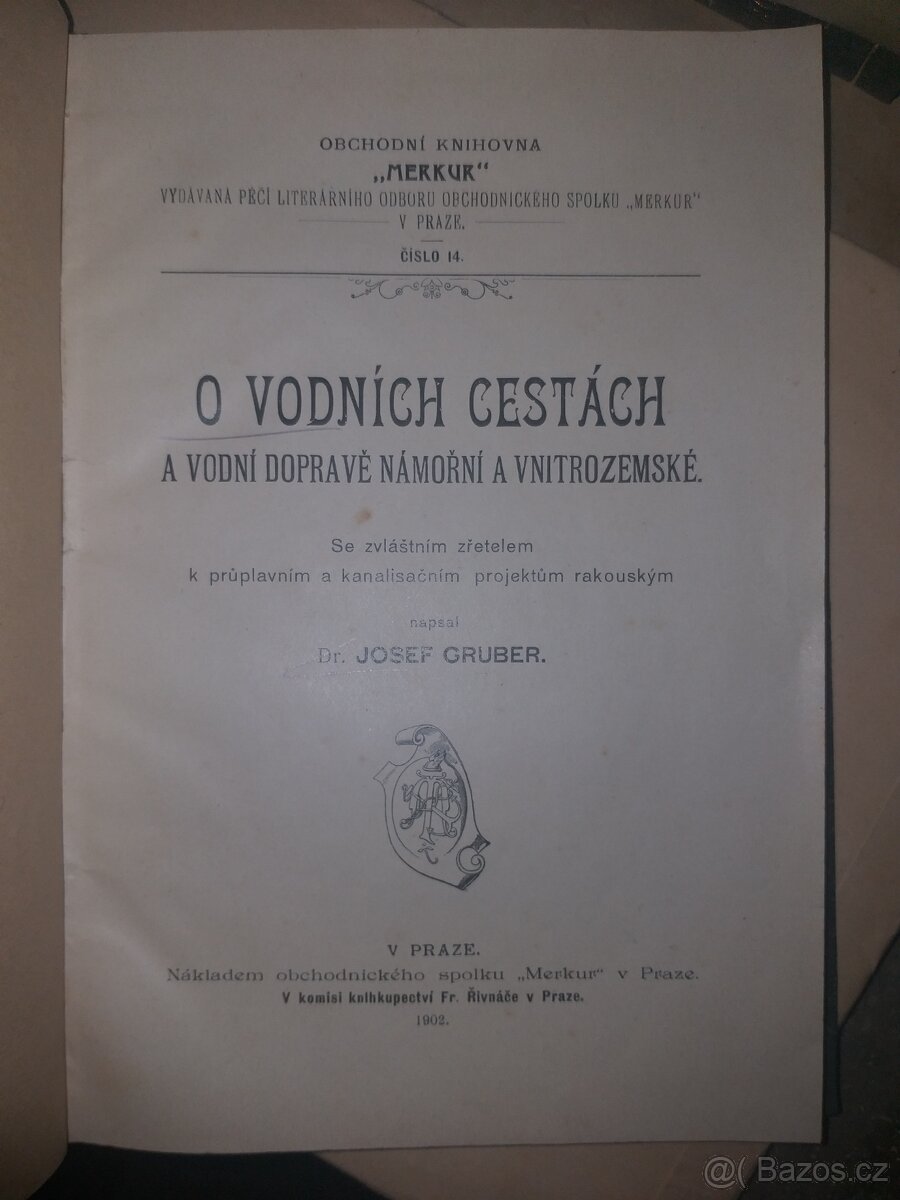 OBCHODNÍ KNIHOVNA
„MERKUR“
VYDÁVANÁ PÉČÍ LITERÁRNÍHO ODBORU OBCHODNICKÉHO SPOLKU „MERKUR“
V PRAZE.
ČÍSLO 14.
O VODNÍCH CESTÁCH
A VODNÍ DOPRAVĚ NÁMOŘNÍ A VNITROZEMSKÉ.
Se zvláštním zřetelem
k průplavním a kanalisačním projektům rakouským
napsal
Dr. JOSEF GRUBER.
V PRAZE.
Nákladem obchodnického spolku „Merkur“ v Praze.
V komisi knihkupectví Fr. Řivnáče v Praze.
1902.
@( Bazos.cz